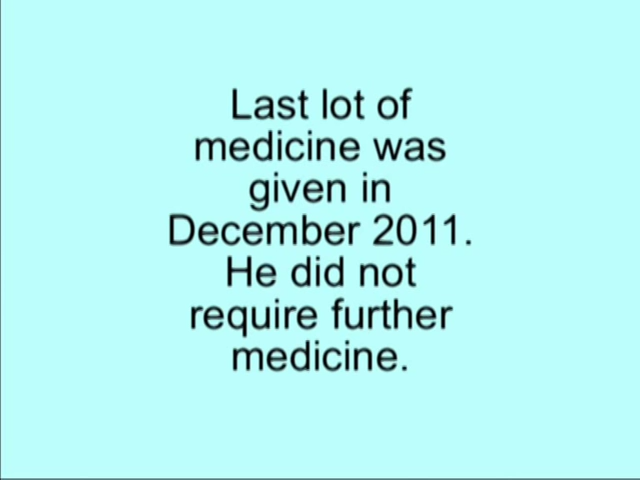 Last lot of
medicine was
given in
December 2011.
He did not
require further
medicine.